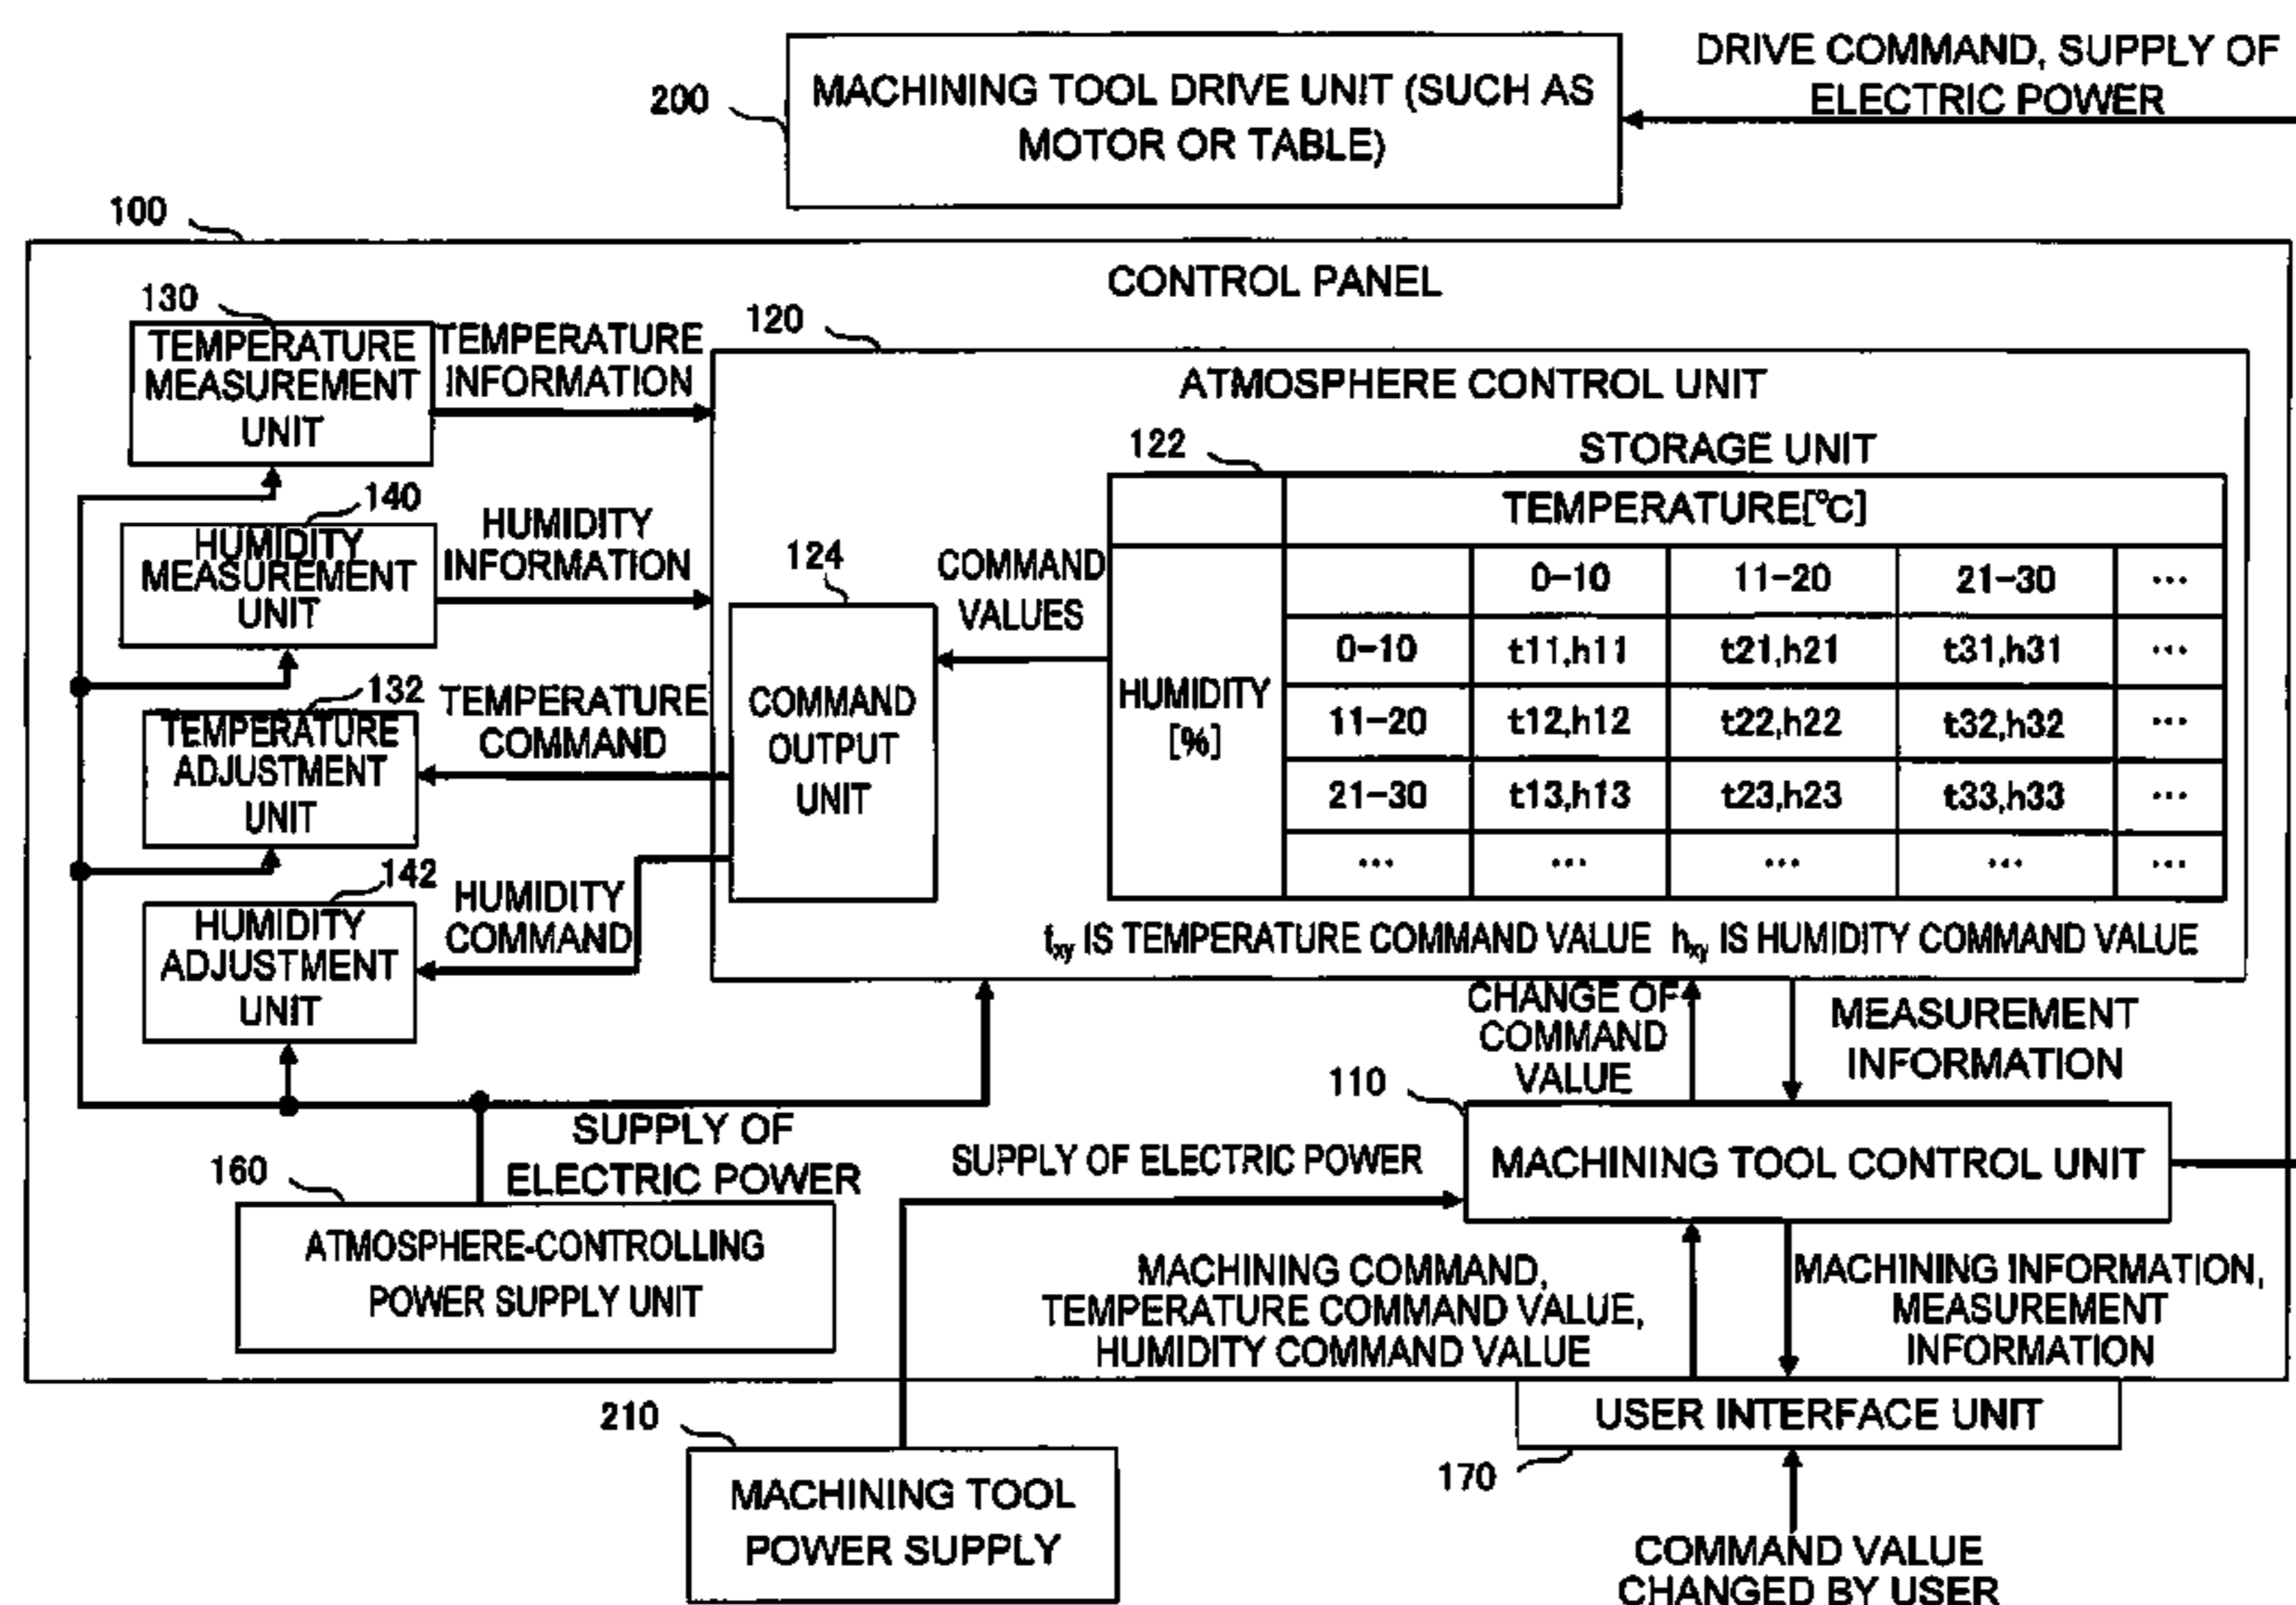 DRIVE COMMAND, SUPPLY OF
ELECTRIC POWER
200
MACHINING TOOL DRIVE UNIT (SUCH AS
MOTOR OR TABLE)
100
CONTROL PANEL
130
TEMPERATURE
MEASUREMENT
UNIT
TEMPERATURE
INFORMATION
120
ATMOSPHERE CONTROL UNIT
122
STORAGE UNIT
TEMPERATURE[°C]
0-10 11-20 21-30 ...
HUMIDITY
[%]
0-10 t11,h11 t21,h21 t31,h31 ...
11-20 t12,h12 t22,h22 t32,h32 ...
21-30 t13,h13 t23,h23 t33,h33 ...
... ... ... ... ...
txy IS TEMPERATURE COMMAND VALUE hxy IS HUMIDITY COMMAND VALUE
140
HUMIDITY
MEASUREMENT
UNIT
HUMIDITY
INFORMATION
124
COMMAND
OUTPUT
UNIT
COMMAND
VALUES
132
TEMPERATURE
ADJUSTMENT
UNIT
TEMPERATURE
COMMAND
142
HUMIDITY
ADJUSTMENT
UNIT
HUMIDITY
COMMAND
CHANGE OF
COMMAND
VALUE
MEASUREMENT
INFORMATION
110
MACHINING TOOL CONTROL UNIT
SUPPLY OF
ELECTRIC POWER
160
ATMOSPHERE-CONTROLLING
POWER SUPPLY UNIT
SUPPLY OF ELECTRIC POWER
MACHINING COMMAND,
TEMPERATURE COMMAND VALUE,
HUMIDITY COMMAND VALUE
MACHINING INFORMATION,
MEASUREMENT
INFORMATION
USER INTERFACE UNIT
170
210
MACHINING TOOL
POWER SUPPLY
COMMAND VALUE
CHANGED BY USER